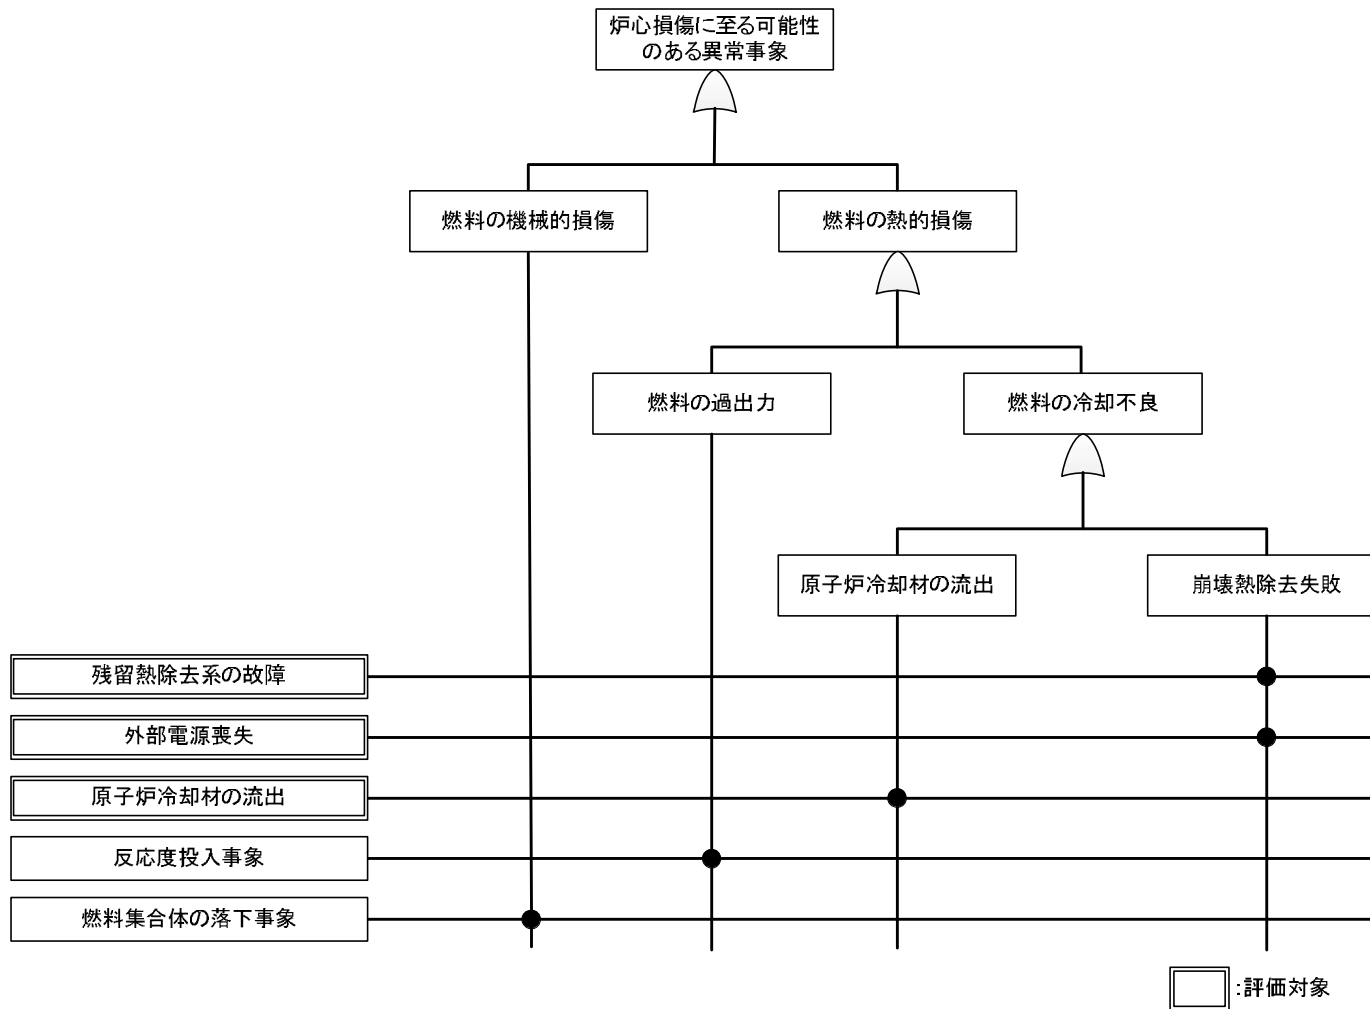 炉心損傷に至る可能性
のある異常事象
燃料の機械的損傷
燃料の熱的損傷
燃料の過出力
燃料の冷却不良
原子炉冷却材の流出
崩壊熱除去失敗
残留熱除去系の故障
外部電源喪失
原子炉冷却材の流出
反応度投入事象
燃料集合体の落下事象
:評価対象